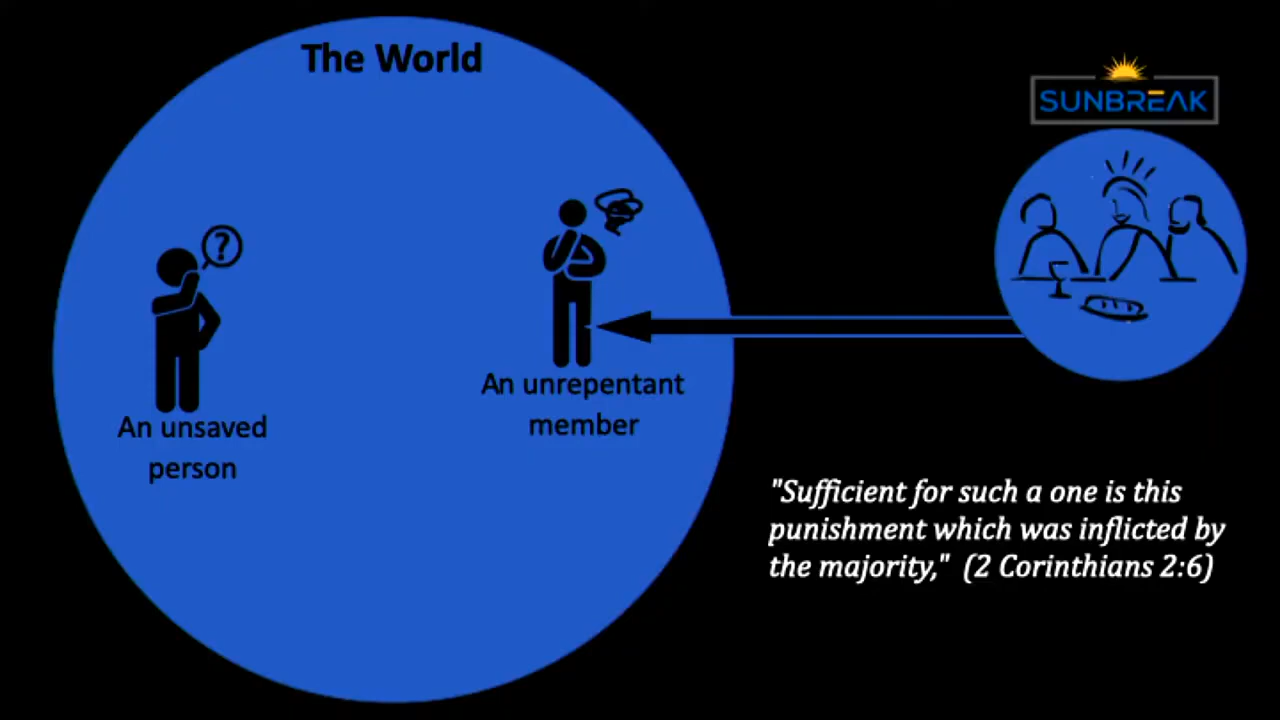 The World
SUNBREAK
?
An unsaved
person
An unrepentant
member
"Sufficient for such a one is this
punishment which was inflicted by
the majority," (2 Corinthians 2:6)